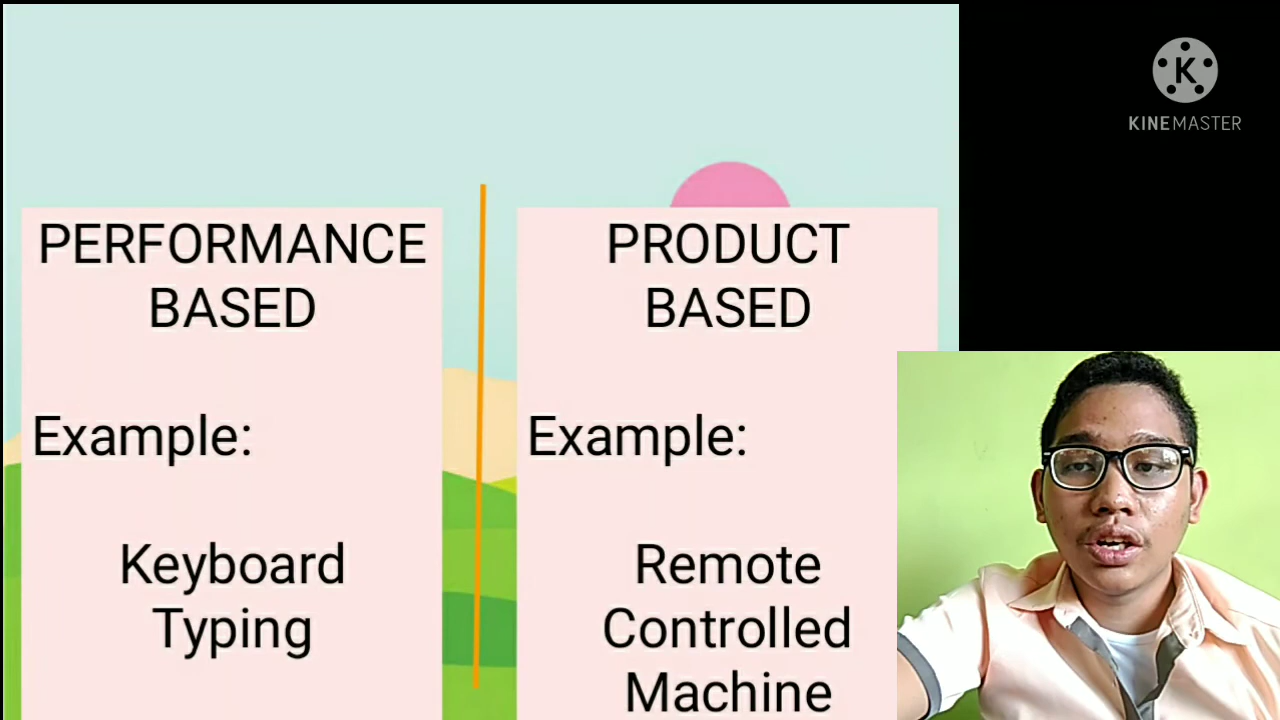 PERFORMANCE
BASED
Example:
Keyboard
Typing
PRODUCT
BASED
Example:
Remote
Controlled
Machine
K
KINEMASTER